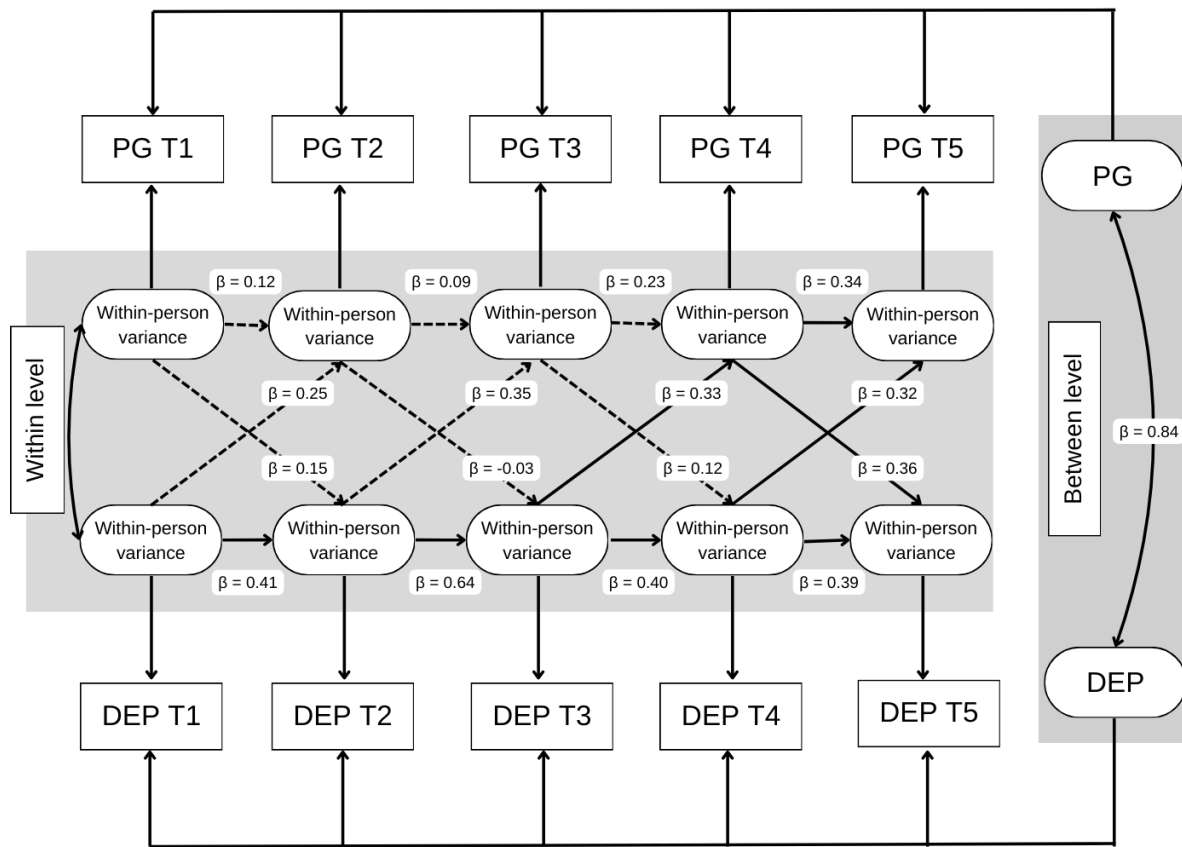 PG T1
PG T2
PG T3
PG T4
PG T5
PG
β = 0.12
β = 0.09
β = 0.23
β = 0.34
Within-person
variance
Within-person
variance
Within-person
variance
Within-person
variance
Within-person
variance
Within level
Between level
β = 0.25
β = 0.35
β = 0.33
β = 0.32
β = 0.84
β = 0.15
β = -0.03
β = 0.12
β = 0.36
Within-person
variance
Within-person
variance
Within-person
variance
Within-person
variance
Within-person
variance
β = 0.41
β = 0.64
β = 0.40
β = 0.39
DEP
DEP T1
DEP T2
DEP T3
DEP T4
DEP T5